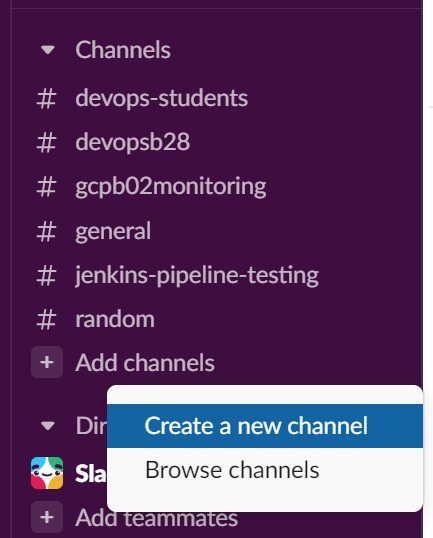 Channels
# devops-students
# devopsb28
# gcpb02monitoring
# general
# jenkins-pipeline-testing
# random
+ Add channels
Create a new channel
Browse channels
+ Add teammates